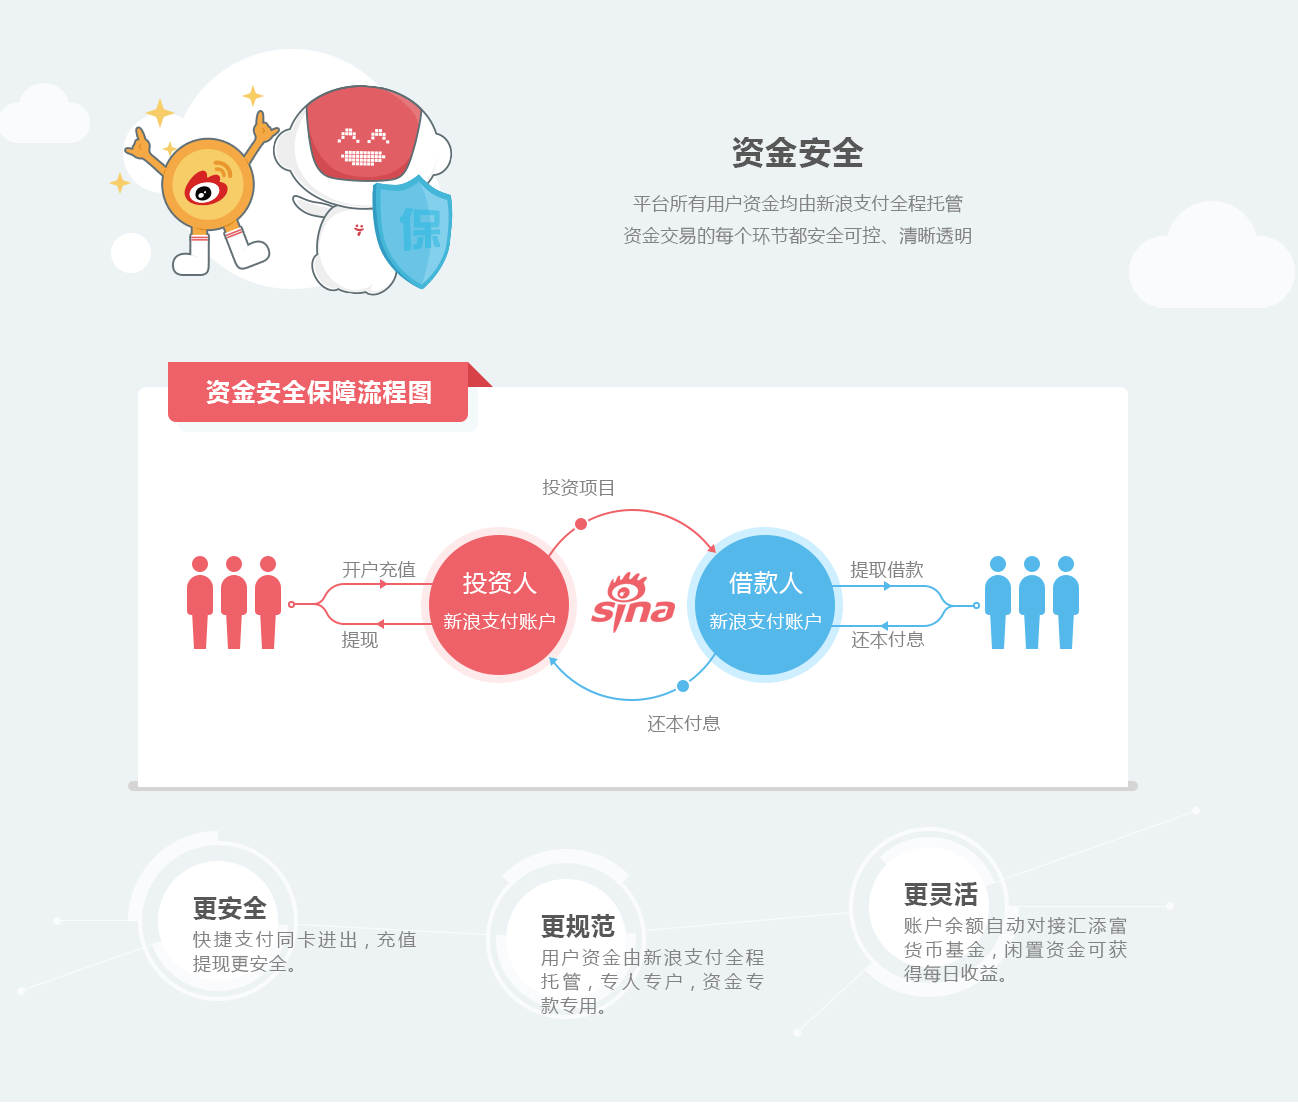 保
资金安全
平台所有用户资金均由新浪支付全程托管
资金交易的每个环节都安全可控、清晰透明
资金安全保障流程图
投资项目
开户充值
提现
投资人
新浪支付账户
sina
借款人
新浪支付账户
提取借款
还本付息
还本付息
更安全
快捷支付同卡进出，充值
提现更安全。
更规范
用户资金由新浪支付全程
托管，专人专户，资金专
款专用。
更灵活
账户余额自动对接汇添富
货币基金，闲置资金可获
得每日收益。